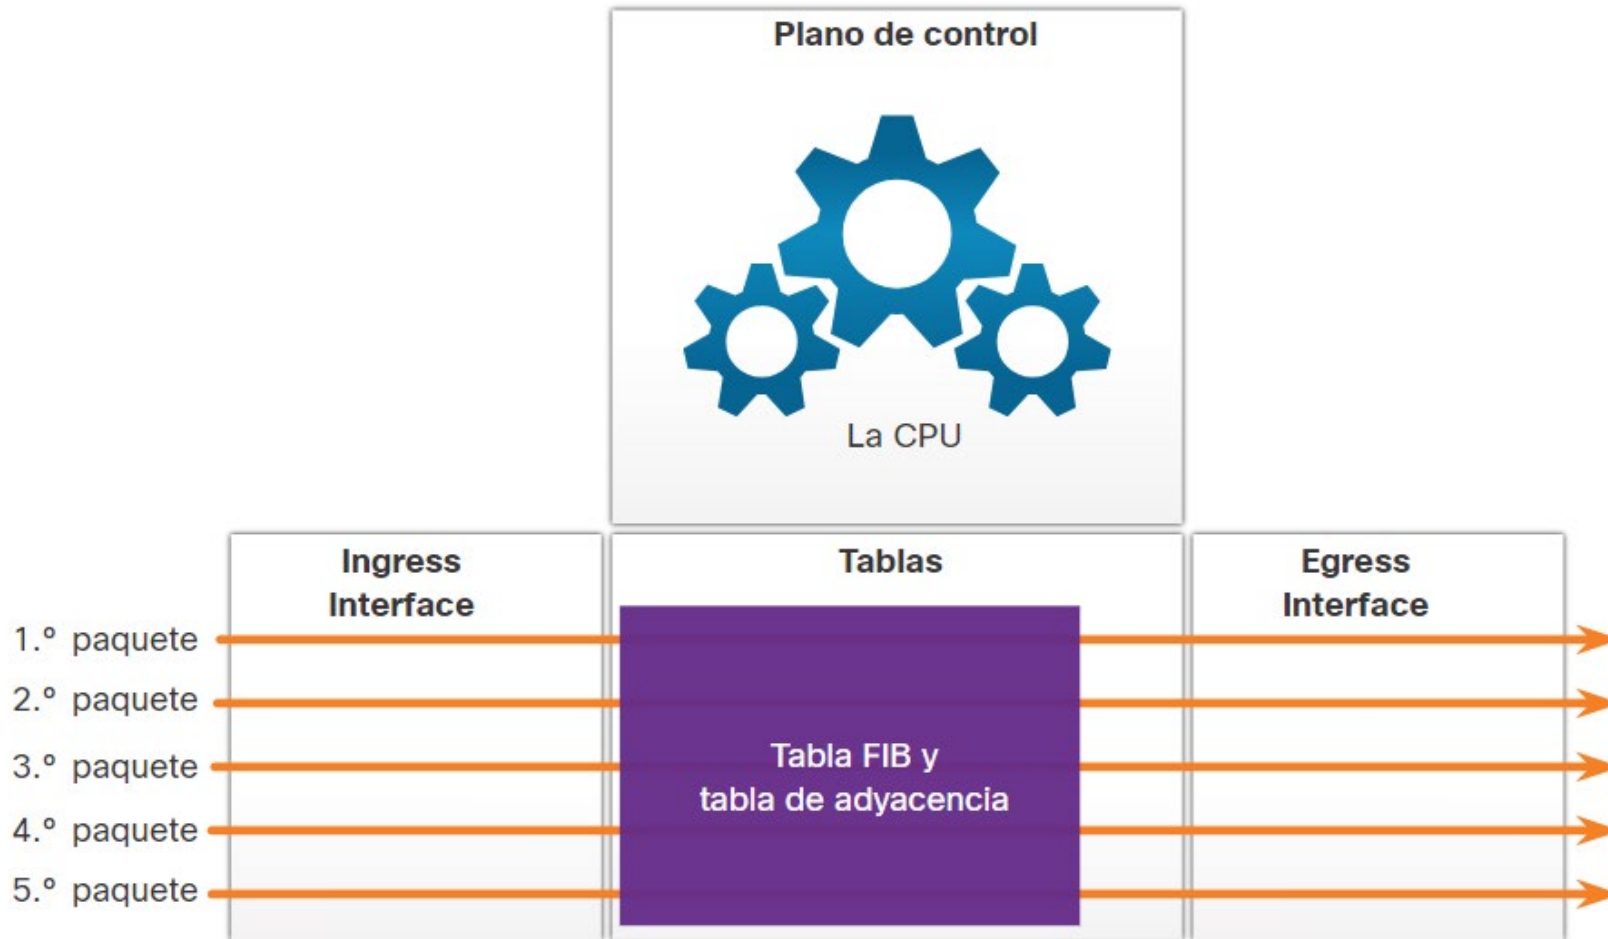 Plano de control
La CPU
Ingress
Interface
Tablas
Egress
Interface
1.º paquete
2.º paquete
3.º paquete
4.º paquete
5.º paquete
Tabla FIB y
tabla de adyacencia